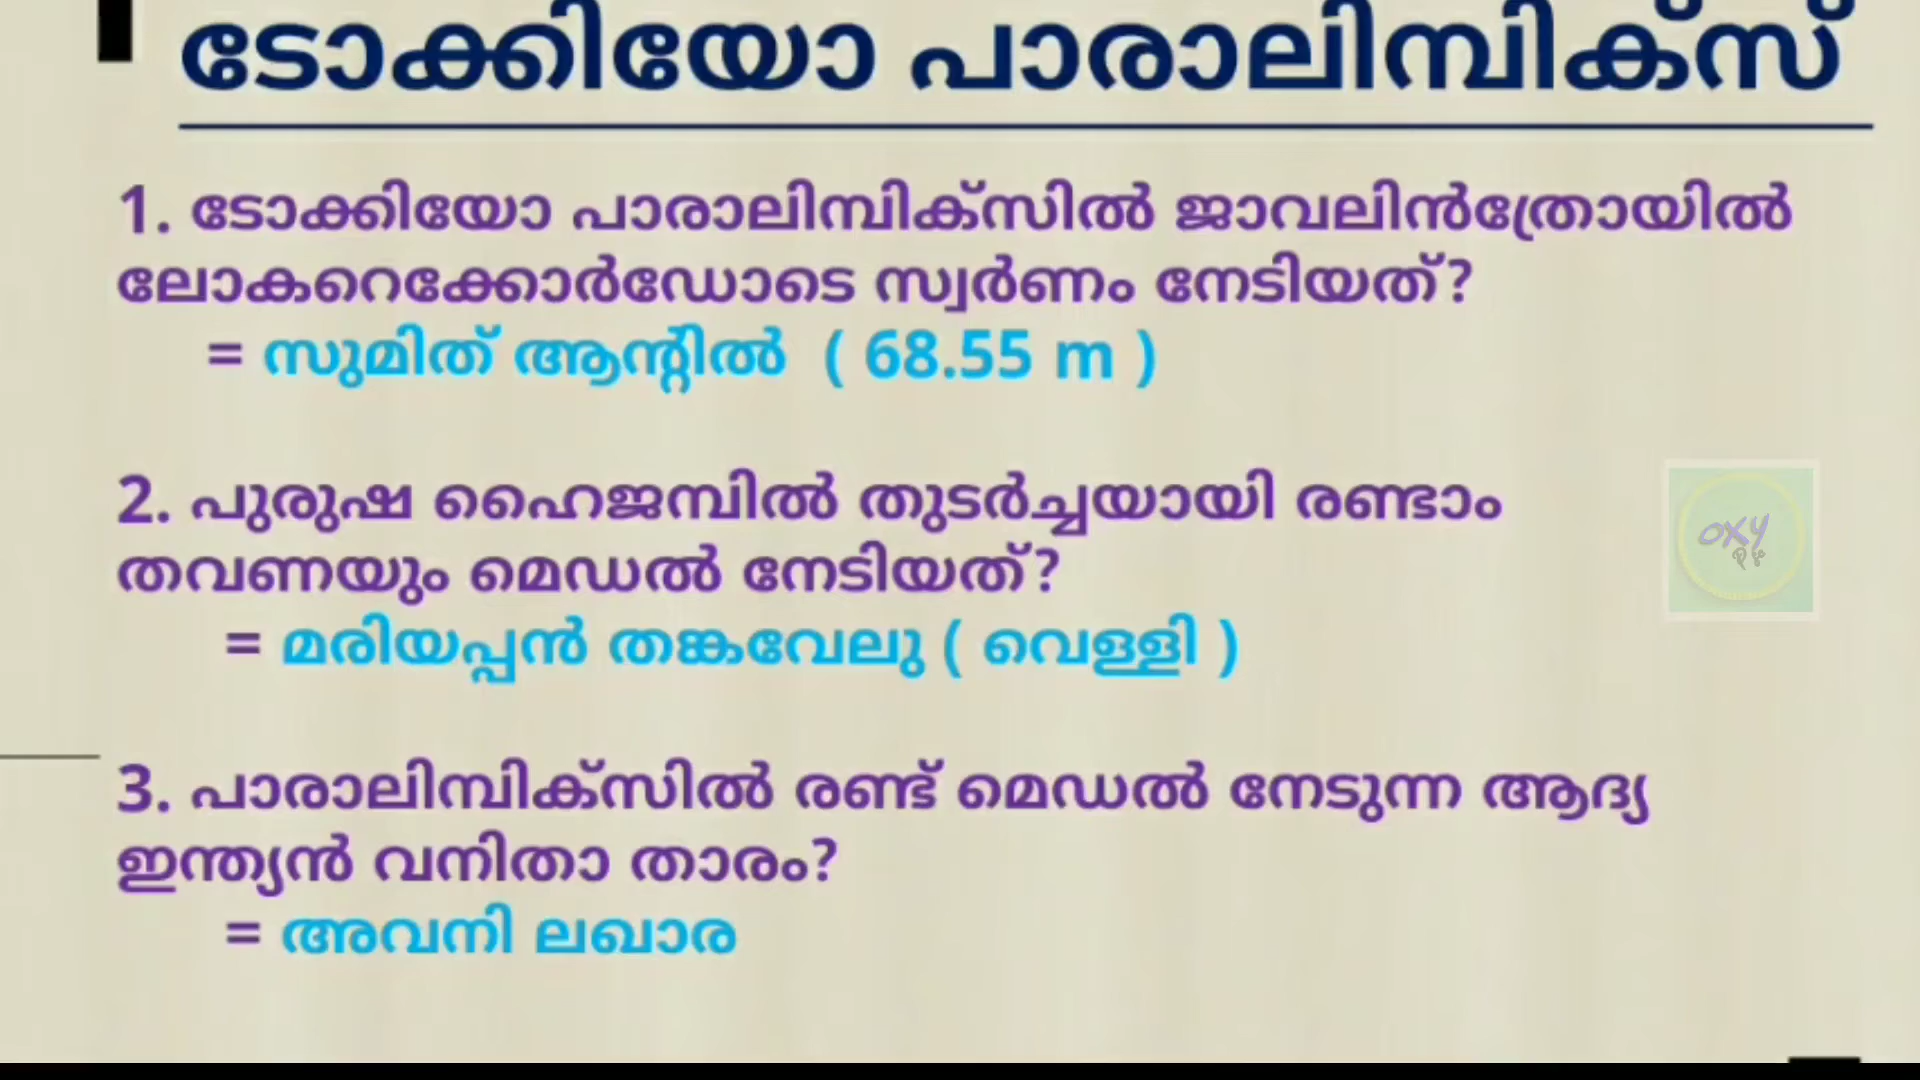 ടോക്കിയോ പാരാലിമ്പിക്സ്
1. ടോക്കിയോ പാരാലിമ്പിക്സിൽ ജാവലിൻത്രോയിൽ
ലോകറെക്കോർഡോടെ സ്വർണം നേടിയത്?
= സുമിത് ആന്റിൽ ( 68.55 m )
2. പുരുഷ ഹൈജമ്പിൽ തുടർച്ചയായി രണ്ടാം
തവണയും മെഡൽ നേടിയത്?
= മരിയപ്പൻ തങ്കവേലു ( വെള്ളി )
oxy
3. പാരാലിമ്പിക്സിൽ രണ്ട് മെഡൽ നേടുന്ന ആദ്യ
ഇന്ത്യൻ വനിതാ താരം?
= അവനി ലഖാര